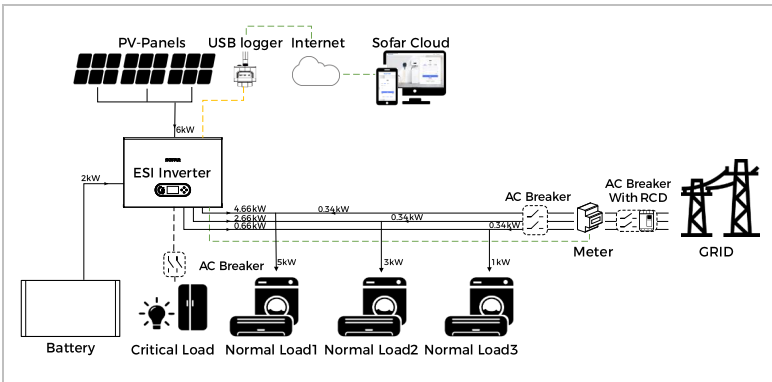 PV-Panels
USB logger
Internet
Sofar Cloud
6kW
ESI Inverter
2kW
4.66kW
0.34kW
2.66kW
0.34kW
0.66kW
0.34kW
AC Breaker
AC Breaker
With RCD
Meter
GRID
AC Breaker
5kW
3kW
1kW
Battery
Critical Load
Normal Load1
Normal Load2
Normal Load3